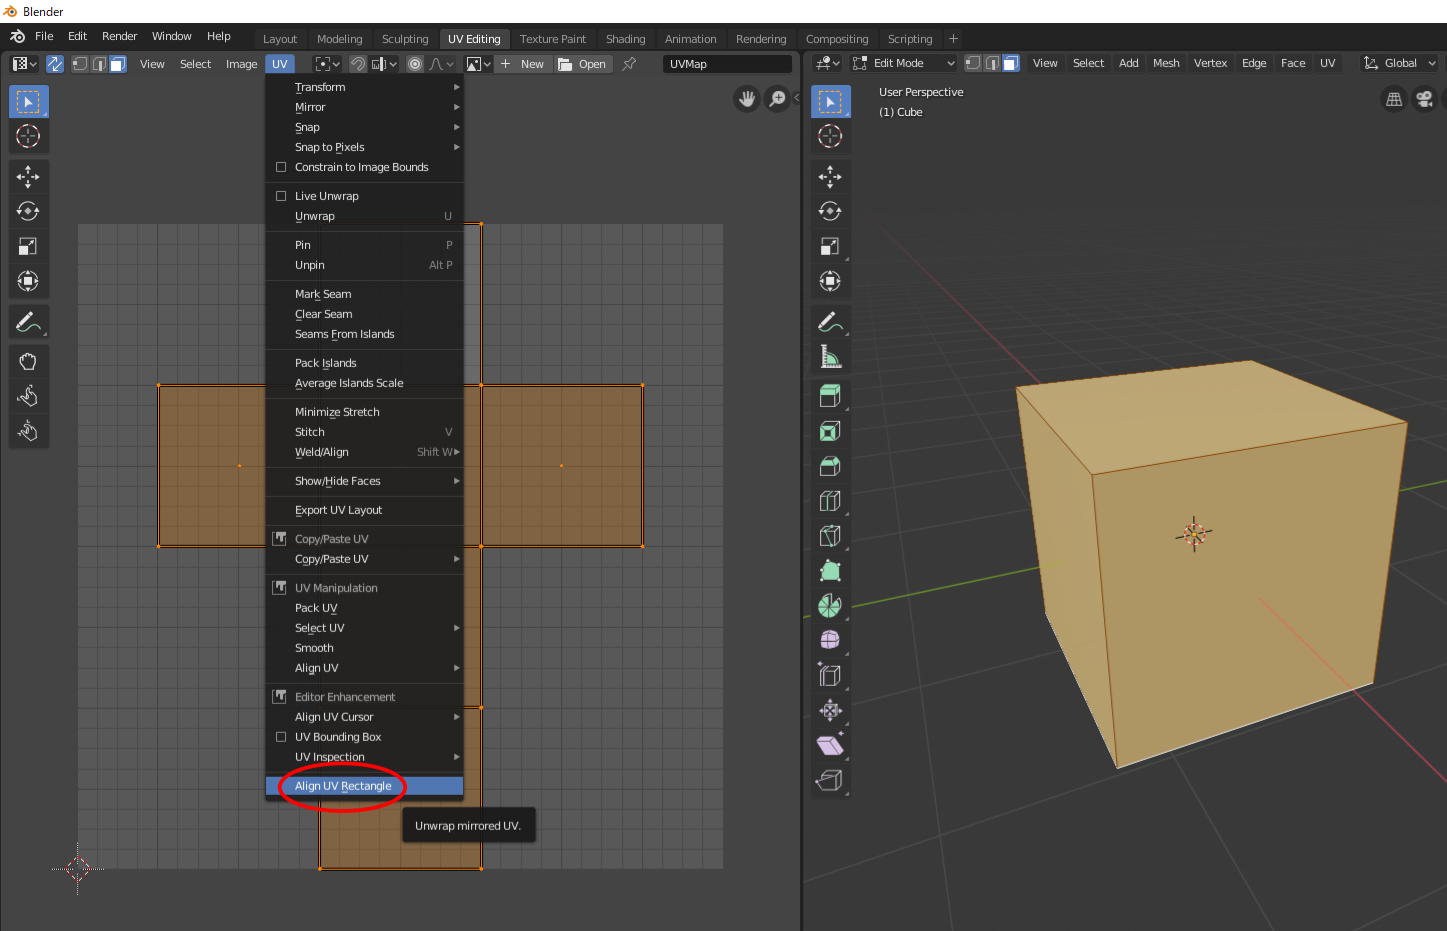 Blender
File Edit Render Window Help Layout Modeling Sculpting UV Editing Texture Paint Shading Animation Rendering Compositing Scripting +
View Select Image UV + New Open UVMap
Edit Mode View Select Add Mesh Vertex Edge Face UV Global
Transform
Mirror
Snap
Snap to Pixels
Constrain to Image Bounds
Live Unwrap
Unwrap U
Pin P
Unpin Alt P
Mark Seam
Clear Seam
Seams From Islands
Pack Islands
Average Islands Scale
Minimize Stretch
Stitch V
Weld/Align Shift W
Show/Hide Faces
Export UV Layout
Copy/Paste UV
Copy/Paste UV
UV Manipulation
Pack UV
Select UV
Smooth
Align UV
Editor Enhancement
Align UV Cursor
UV Bounding Box
UV Inspection
Align UV Rectangle
Unwrap mirrored UV.
User Perspective
(1) Cube